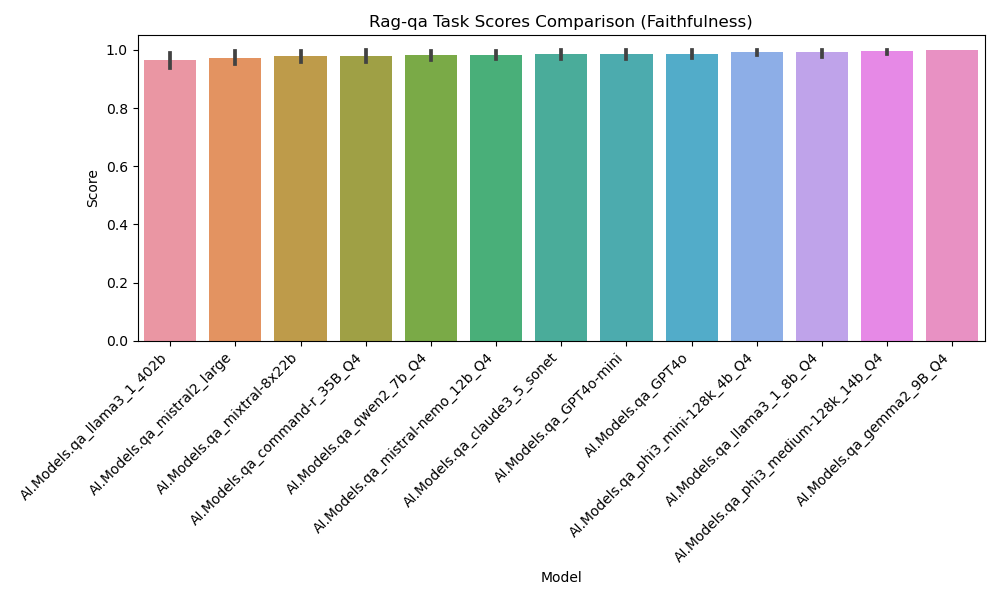 Rag-qa Task Scores Comparison (Faithfulness)
1.0
0.8
0.6
0.4
0.2
0.0
Score
AI.Models.qa_llama3_1_402b
AI.Models.qa_mistral2_large
AI.Models.qa_mixtral-8x22b
AI.Models.qa_command-r_35B_Q4
AI.Models.qa_qwen2_7b_Q4
AI.Models.qa_mistral-nemo_12b_Q4
AI.Models.qa_claude3_5_sonet
AI.Models.qa_GPT4o-mini
AI.Models.qa_GPT4o
AI.Models.qa_phi3_mini-128K_4b_Q4
AI.Models.qa_llama3_1_8b_Q4
AI.Models.qa_phi3_medium-128K_14b_Q4
AI.Models.qa_gemma2_9B_Q4
Model